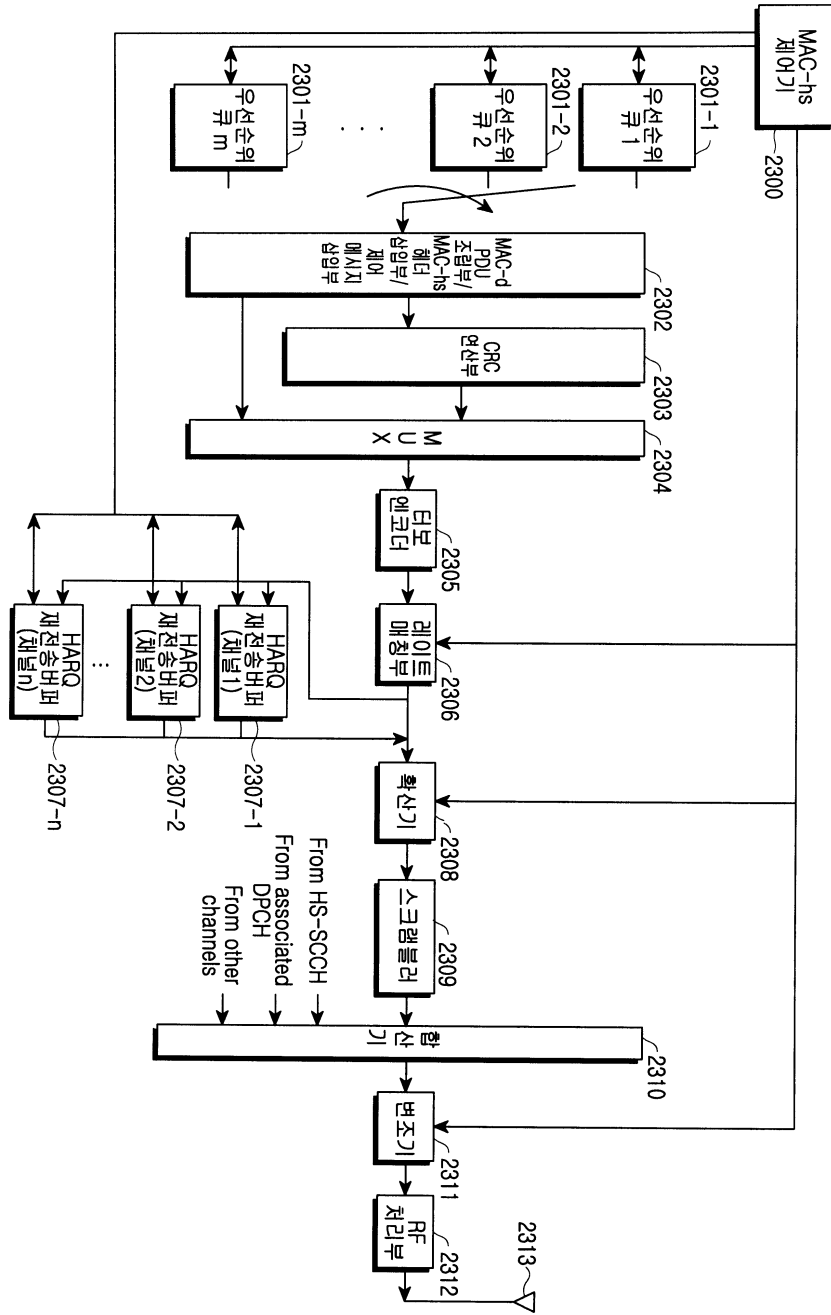 MAC-hs
제어기
2300
우선순위
큐 1
2301-1
우선순위
큐 2
2301-2
. . .
우선순위
큐 m
2301-m
MAC-d
PDU
조립부/
MAC-hs
헤더
삽입부/
제어
메시지
삽입부
2302
CRC
연산부
2303
MUX
2304
터보
엔코더
2305
레이트
매칭부
2306
HARQ
재전송버퍼
(채널1)
2307-1
HARQ
재전송버퍼
(채널2)
2307-2
...
HARQ
재전송버퍼
(채널n)
2307-n
확산기
2308
스크램블러
2309
From HS-SCCH
From associated
DPCH
From other
channels
합산기
2310
변조기
2311
RF
처리부
2312
2313